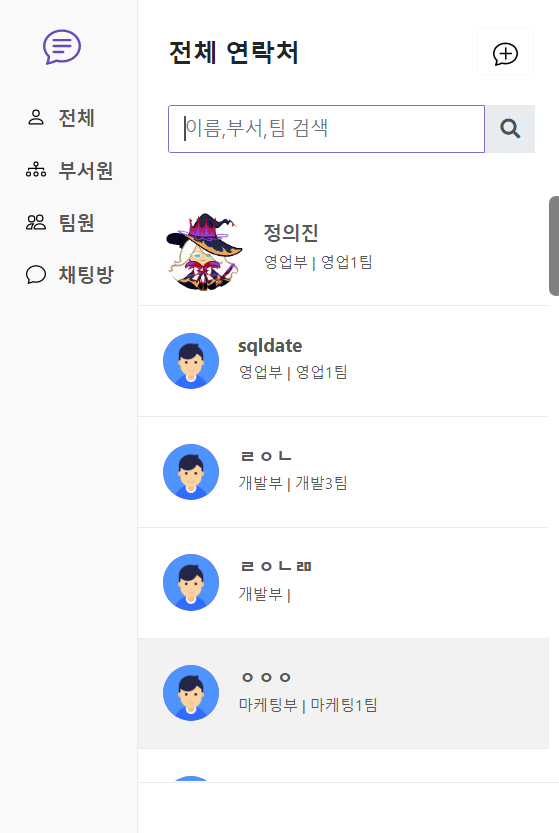 전체 연락처
전체
부서원
팀원
채팅방
이름,부서,팀 검색
정의진
영업부 | 영업1팀
sqldate
영업부 | 영업1팀
ㄹㅇㄴ
개발부 | 개발3팀
ㄹㅇㄴㄻ
개발부 |
ㅇㅇㅇ
마케팅부 | 마케팅1팀